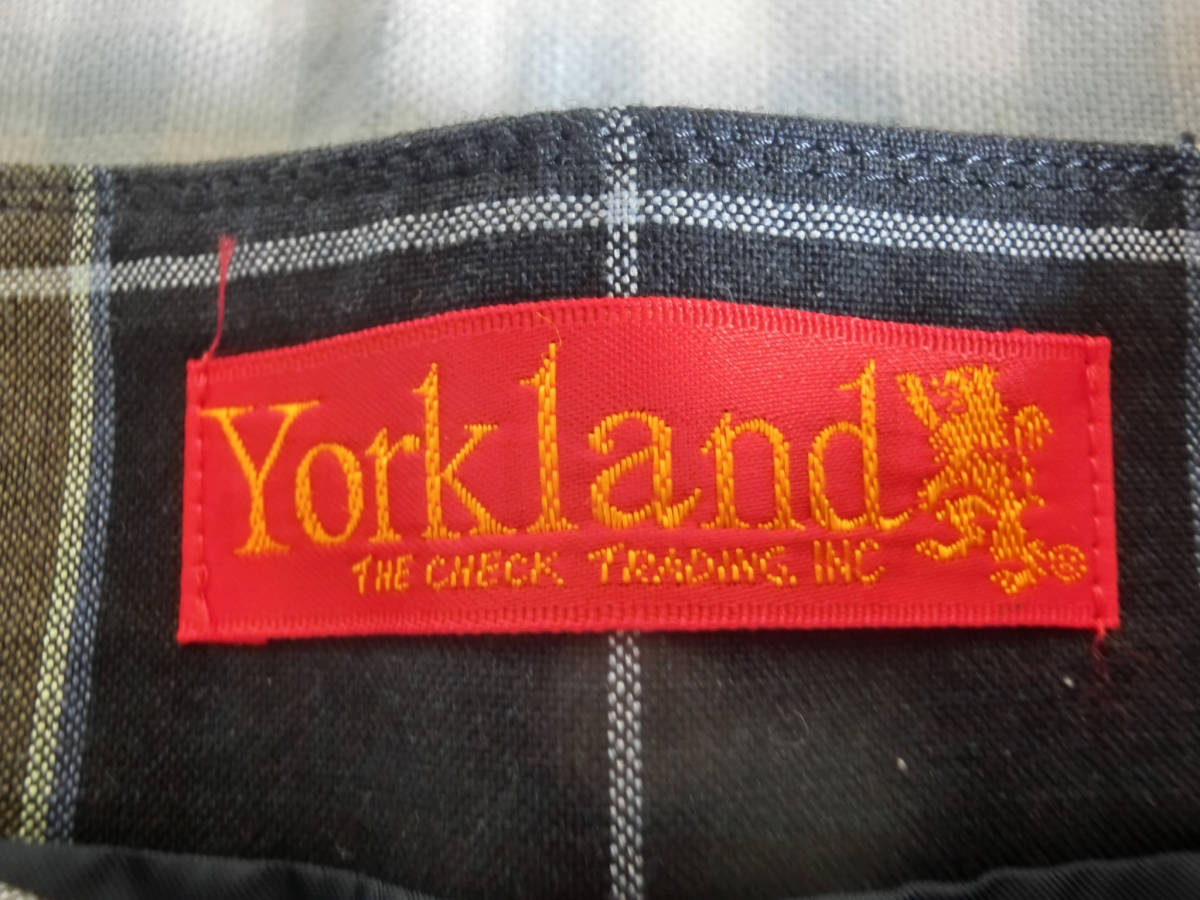 Yorkland
THE CHECK TRADING. INC
®